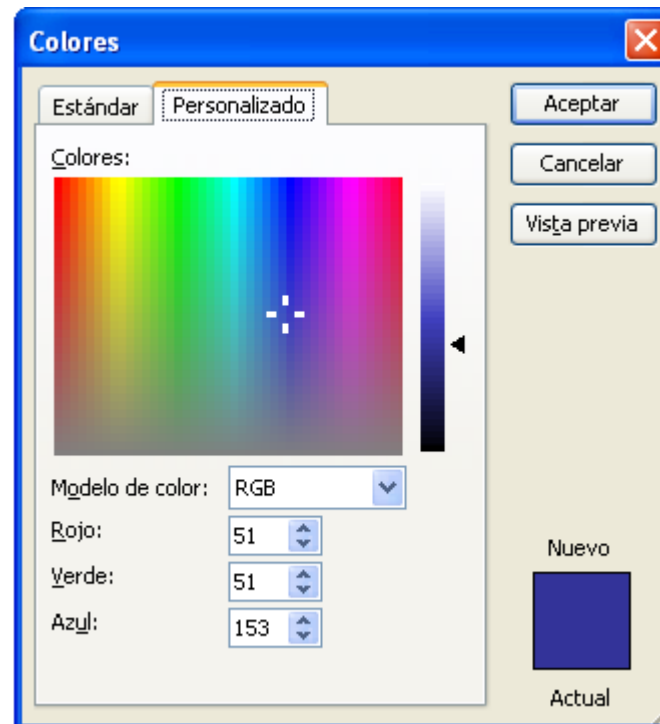 Colores
Estándar
Personalizado
Aceptar
Colores:
Cancelar
Vista previa
Modelo de color:
RGB
Rojo:
51
Verde:
51
Azul:
153
Nuevo
Actual